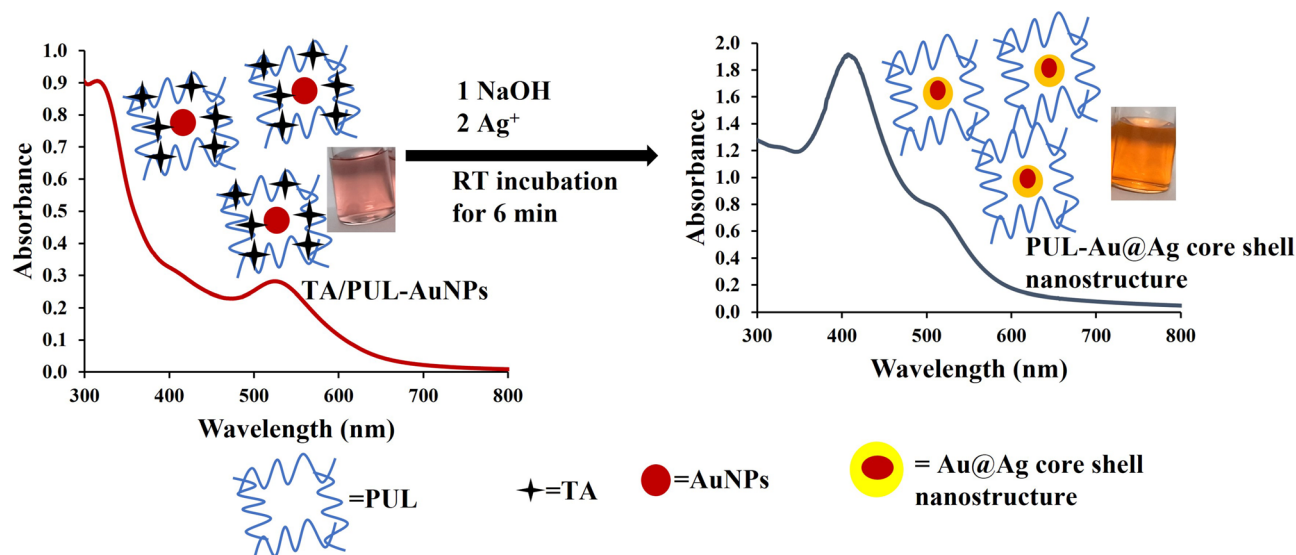 1.0
0.9
0.8
0.7
0.6
0.5
0.4
0.3
0.2
0.1
0.0
Absorbance
300 400 500 600 700 800
Wavelength (nm)
TA/PUL-AuNPs
1 NaOH
2 Ag⁺
RT incubation
for 6 min
2.0
1.8
1.6
1.4
1.2
1.0
0.8
0.6
0.4
0.2
0.0
Absorbance
300 400 500 600 700 800
Wavelength (nm)
PUL-Au@Ag core shell
nanostructure
=PUL
=TA
=AuNPs
= Au@Ag core shell
nanostructure